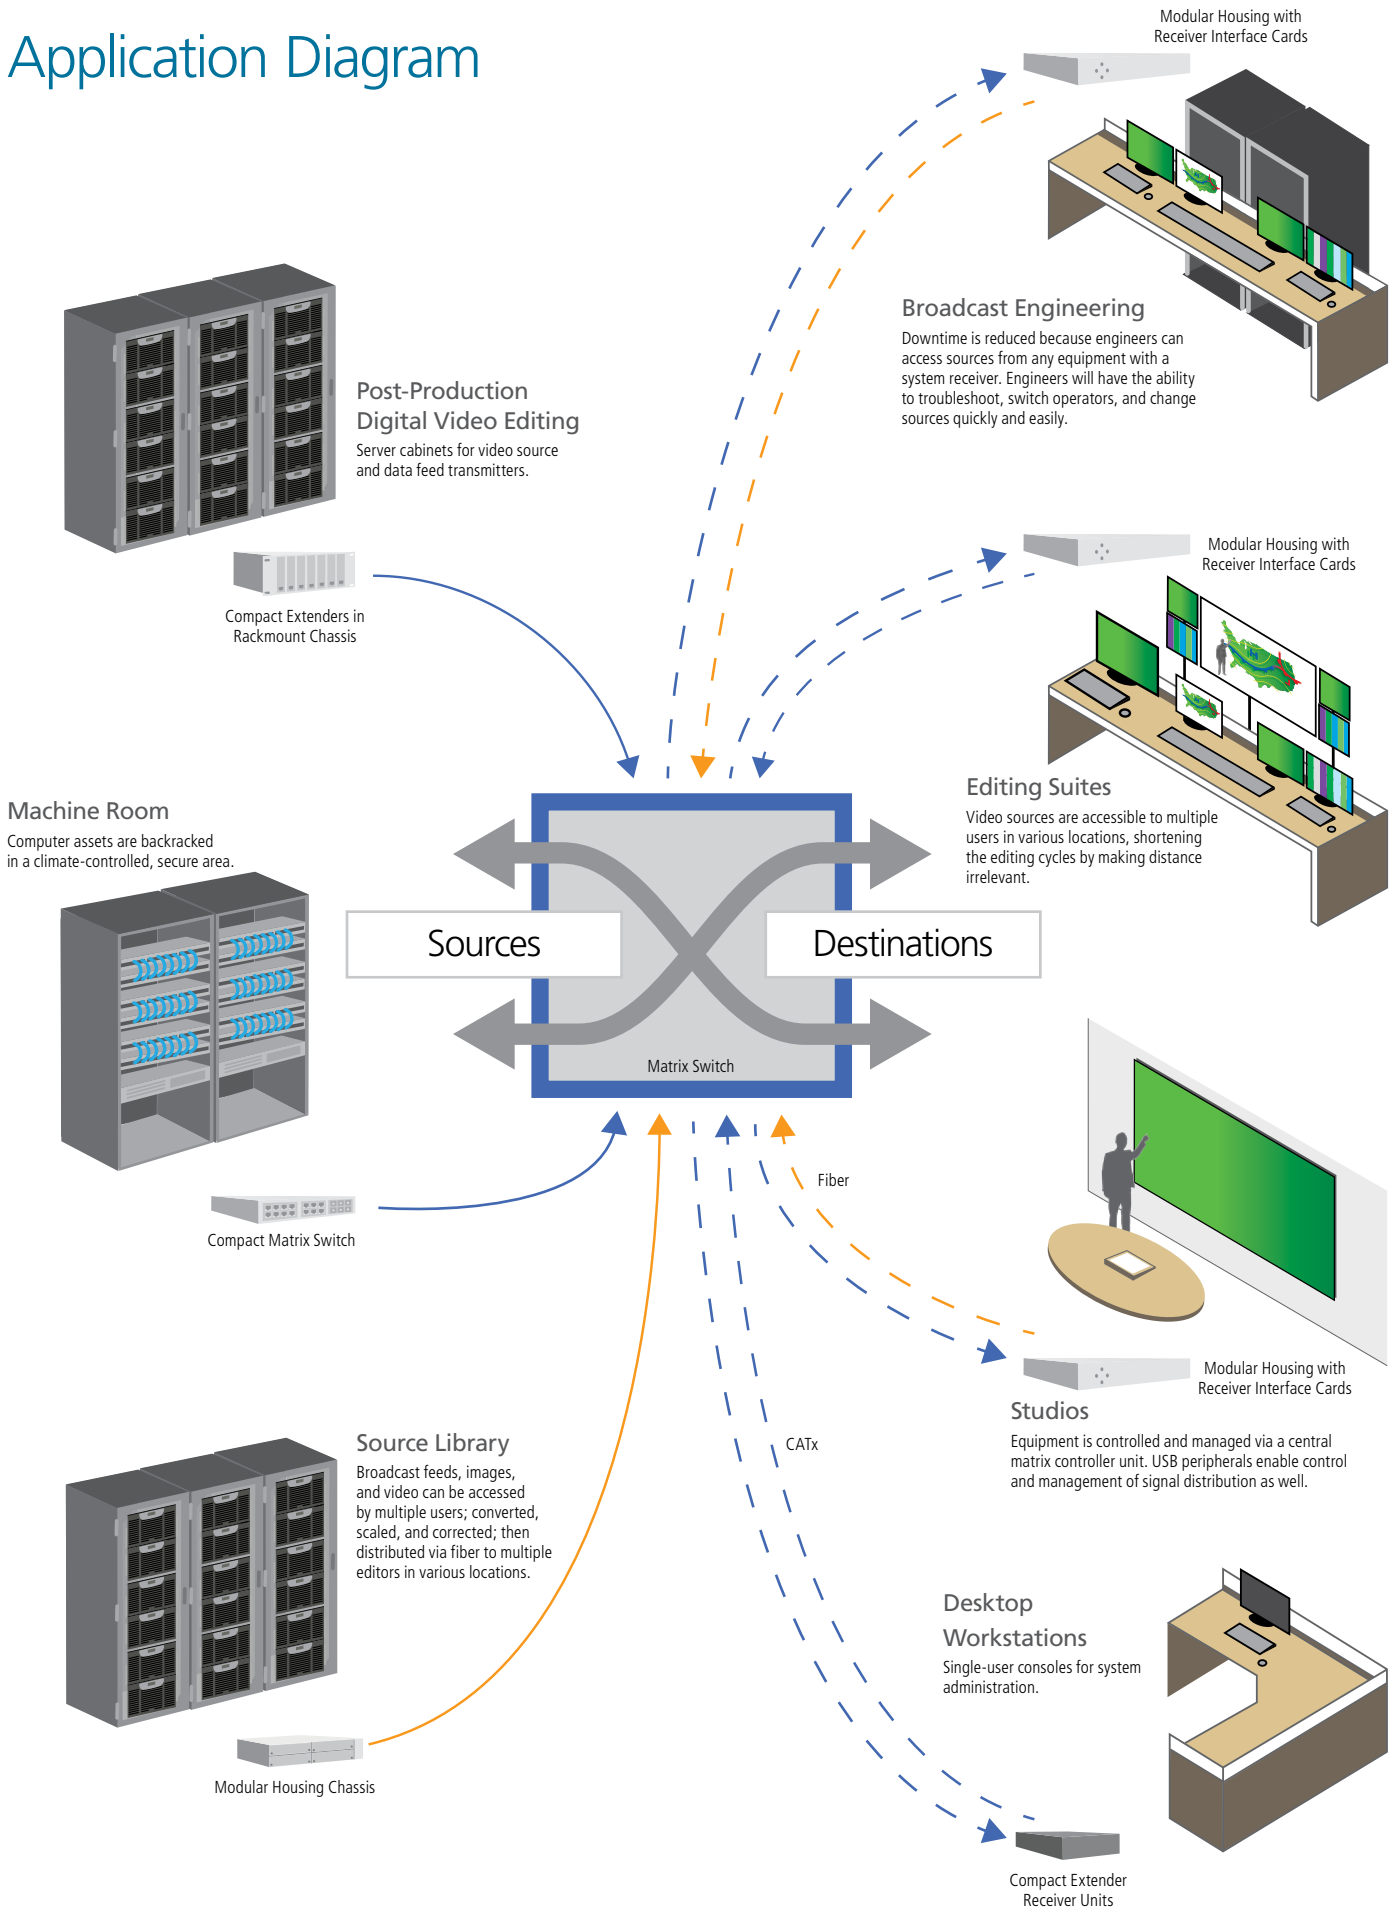 Application Diagram
Modular Housing with
Receiver Interface Cards
Broadcast Engineering
Downtime is reduced because engineers can
access sources from any equipment with a
system receiver. Engineers will have the ability
to troubleshoot, switch operators, and change
sources quickly and easily.
Post-Production
Digital Video Editing
Server cabinets for video source
and data feed transmitters.
Compact Extenders in
Rackmount Chassis
Modular Housing with
Receiver Interface Cards
Editing Suites
Video sources are accessible to multiple
users in various locations, shortening
the editing cycles by making distance
irrelevant.
Machine Room
Computer assets are backracked
in a climate-controlled, secure area.
Sources
Destinations
Matrix Switch
Compact Matrix Switch
Fiber
Modular Housing with
Receiver Interface Cards
Studios
Equipment is controlled and managed via a central
matrix controller unit. USB peripherals enable control
and management of signal distribution as well.
CATx
Source Library
Broadcast feeds, images,
and video can be accessed
by multiple users; converted,
scaled, and corrected; then
distributed via fiber to multiple
editors in various locations.
Modular Housing Chassis
Desktop
Workstations
Single-user consoles for system
administration.
Compact Extender
Receiver Units